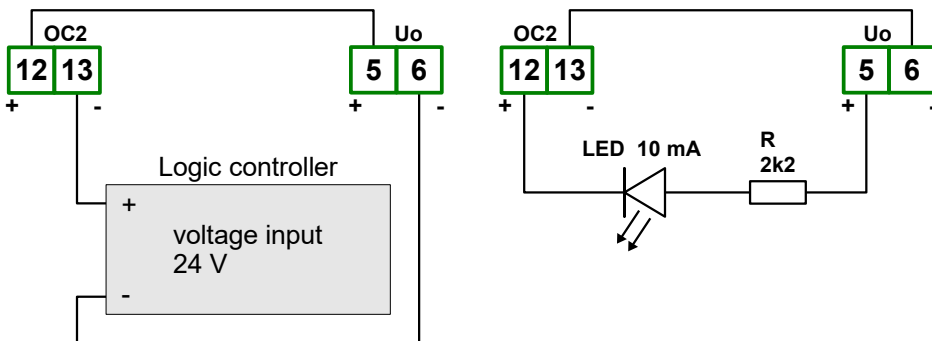 OC2
Uo
12 13
5 6
+ -
+ -
Logic controller
+
voltage input
24 V
-
OC2
Uo
12 13
5 6
+ -
+ -
LED 10 mA
R
2k2